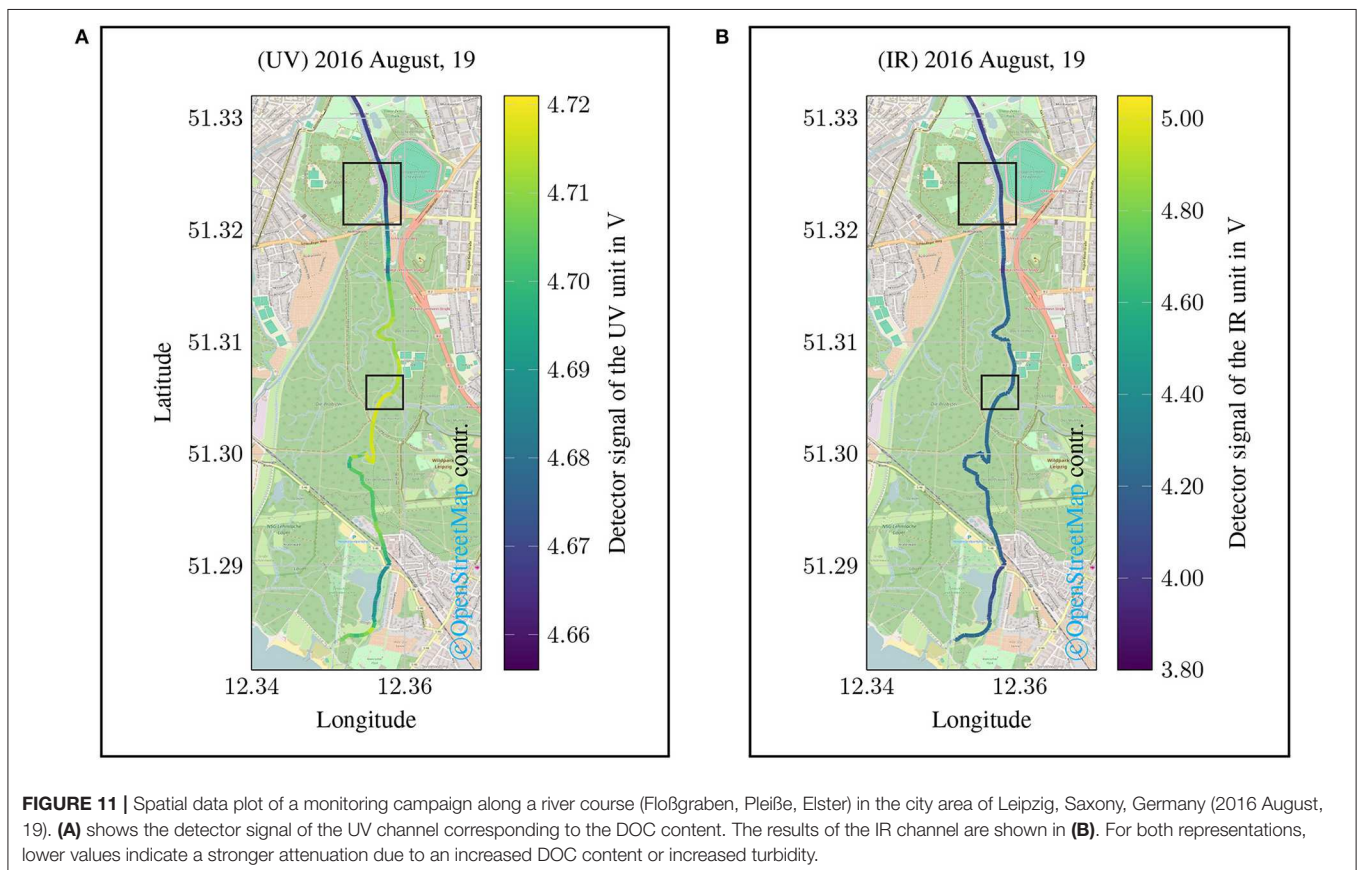 A
(UV) 2016 August, 19
51.33
51.32
51.31
51.30
51.29
Latitude
12.34
12.36
Longitude
©OpenStreetMap contr.
4.72
4.71
4.70
4.69
4.68
4.67
4.66
Detector signal of the UV unit in V
Wildpark
Leipzig
B
(IR) 2016 August, 19
51.33
51.32
51.31
51.30
51.29
12.34
12.36
Longitude
©OpenStreetMap contr.
5.00
4.80
4.60
4.40
4.20
4.00
3.80
Detector signal of the IR unit in V
Wildpark
Leipzig
FIGURE 11 | Spatial data plot of a monitoring campaign along a river course (Floßgraben, Pleiße, Elster) in the city area of Leipzig, Saxony, Germany (2016 August,
19). (A) shows the detector signal of the UV channel corresponding to the DOC content. The results of the IR channel are shown in (B). For both representations,
lower values indicate a stronger attenuation due to an increased DOC content or increased turbidity.